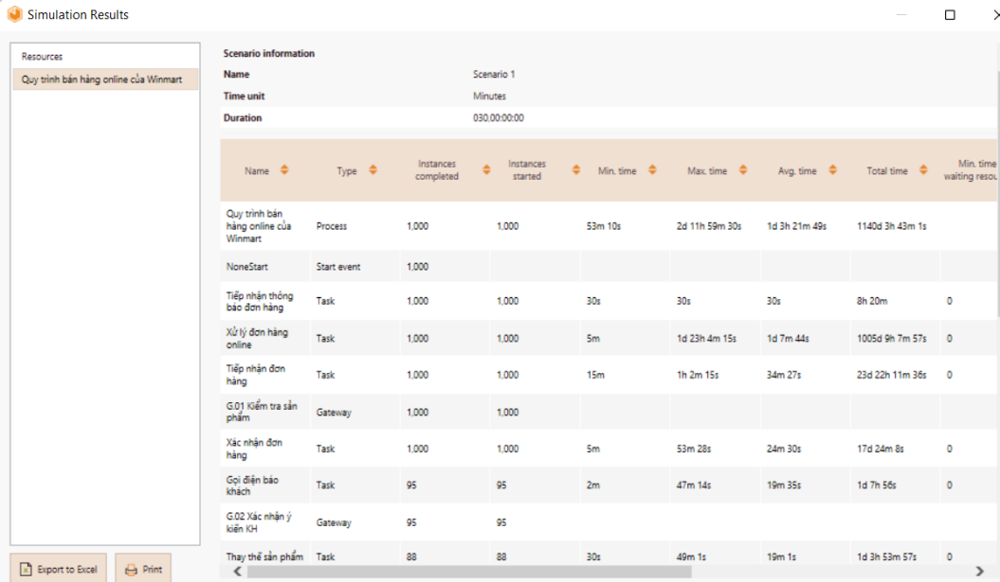 Simulation Results
Resources
Quy trình bán hàng online của Winmart
Scenario information
Name Scenario 1
Time unit Minutes
Duration 030,00:00:00
Name Type Instances completed Instances started Min. time Max. time Avg. time Total time Min. time waiting resou
Quy trình bán hàng online của Winmart Process 1,000 1,000 53m 10s 2d 11h 59m 30s 1d 3h 21m 49s 1140d 3h 43m 1s
NoneStart Start event 1,000
Tiếp nhận thông báo đơn hàng Task 1,000 1,000 30s 30s 30s 8h 20m 0
Xử lý đơn hàng online Task 1,000 1,000 5m 1d 23h 4m 15s 1d 7m 44s 1005d 9h 7m 57s 0
Tiếp nhận đơn hàng Task 1,000 1,000 15m 1h 2m 15s 34m 27s 23d 22h 11m 36s 0
G.01 Kiểm tra sản phẩm Gateway 1,000 1,000
Xác nhận đơn hàng Task 1,000 1,000 5m 53m 28s 24m 30s 17d 24m 8s 0
Gọi điện báo khách Task 95 95 2m 47m 14s 19m 35s 1d 7h 56s 0
G.02 Xác nhận ý kiến KH Gateway 95 95
Thay thế sản phẩm Task 88 88 30s 49m 1s 19m 1s 1d 3h 53m 57s 0
Export to Excel
Print